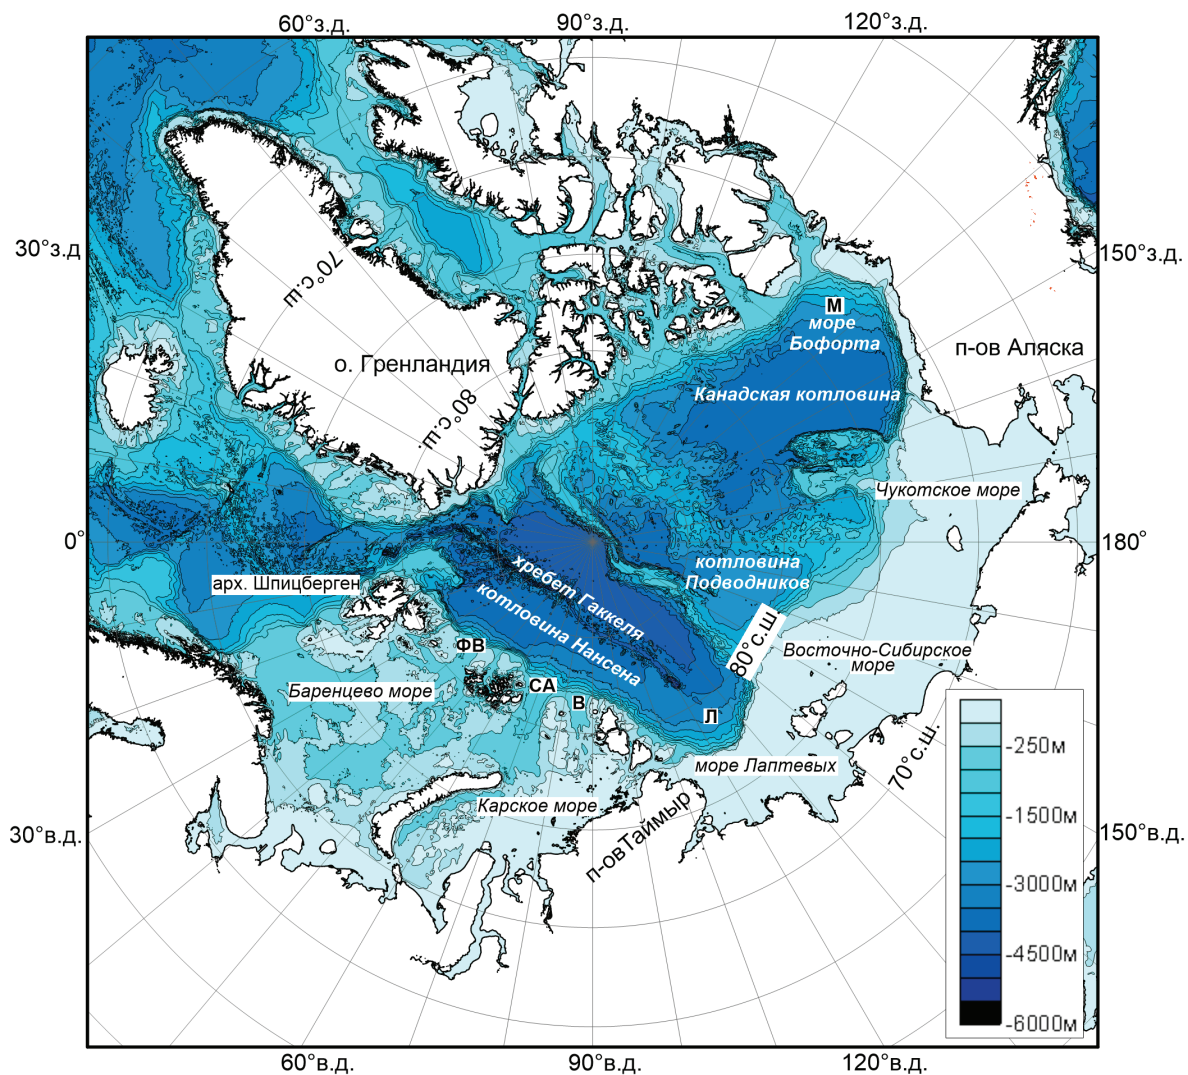 60°з.д.
90°з.д.
120°з.д.
30°з.д
150°з.д.
70°с.ш
М
море
Бофорта
п-ов Аляска
о. Гренландия
Канадская котловина
80°с.ш.
Чукотское море
0°
180°
хребет Гаккеля
котловина
Подводников
арх. Шпицберген
котловина Нансена
80°с.ш
ФВ
Восточно-Сибирское
море
Баренцево море
СА
В
Л
-250м
70°с.ш.
море Лаптевых
Карское море
п-ов Таймыр
-1500м
30°в.д.
150°в.д.
-3000м
-4500м
-6000м
60°в.д.
90°в.д.
120°в.д.